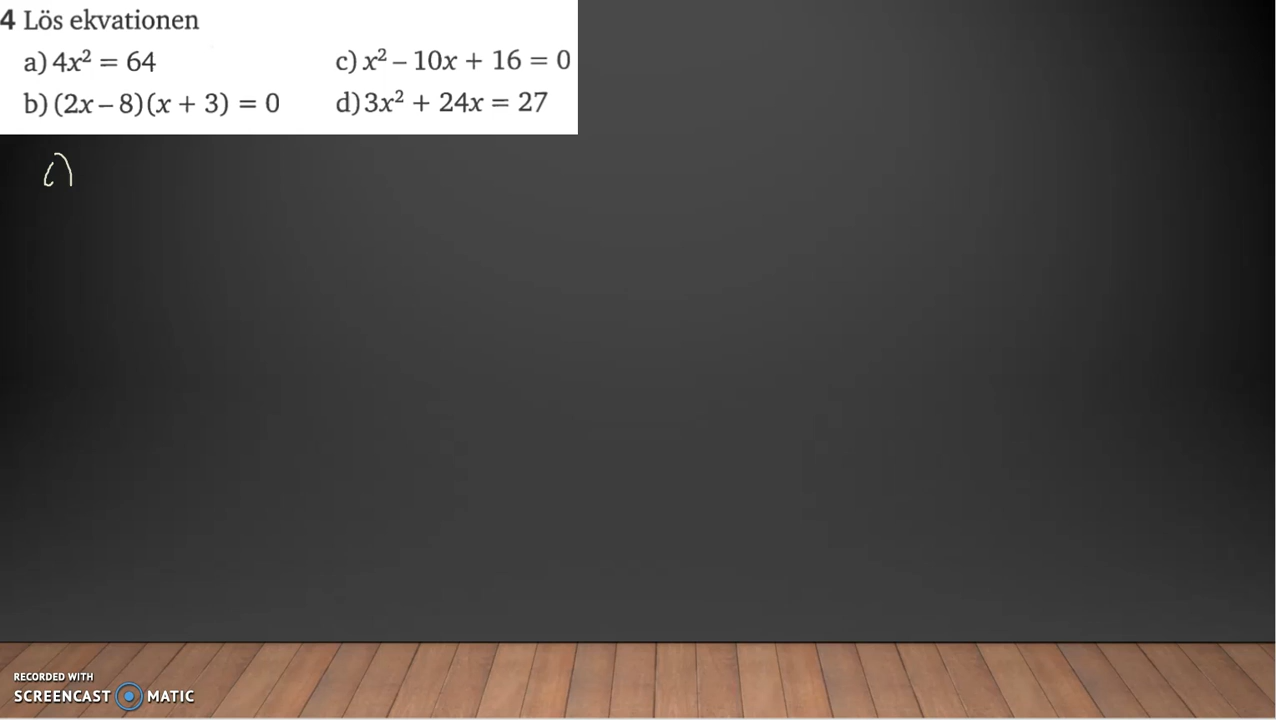 4 Lös ekvationen
a) 4x² = 64
b) (2x – 8)(x + 3) = 0
c) x² – 10x + 16 = 0
d) 3x² + 24x = 27
RECORDED WITH
SCREENCAST MATIC